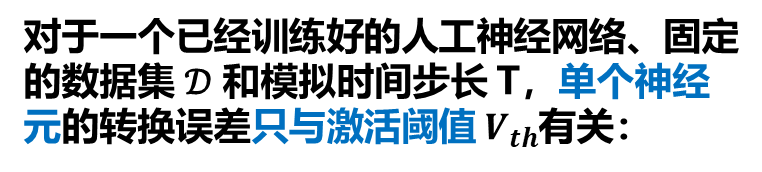 对于一个已经训练好的人工神经网络、固定
的数据集 𝒟 和模拟时间步长 T，单个神经
元的转换误差只与激活阈值 V_th有关：